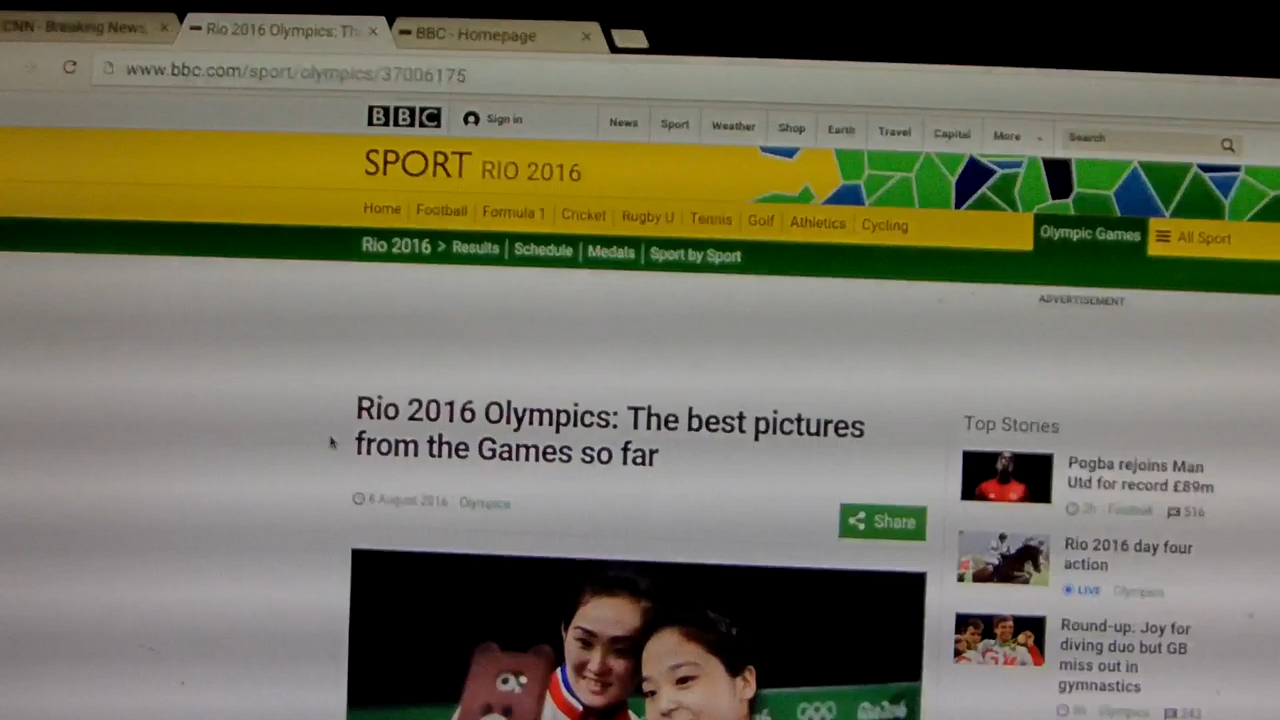 CNN - Breaking News,
Rio 2016 Olympics: Th
BBC - Homepage
www.bbc.com/sport/olympics/37006175
BBC Sign in News Sport Weather Shop Earth Travel Capital More Search
SPORT RIO 2016
Home Football Formula 1 Cricket Rugby U Tennis Golf Athletics Cycling Olympic Games All Sport
Rio 2016 > Results Schedule Medals Sport by Sport
ADVERTISEMENT
Rio 2016 Olympics: The best pictures
from the Games so far
August 2016 Olympics
Share
Top Stories
Pogba rejoins Man
Utd for record £89m
2h Football 516
Rio 2016 day four
action
LIVE Olympics
Round-up: Joy for
diving duo but GB
miss out in
gymnastics
Olympics